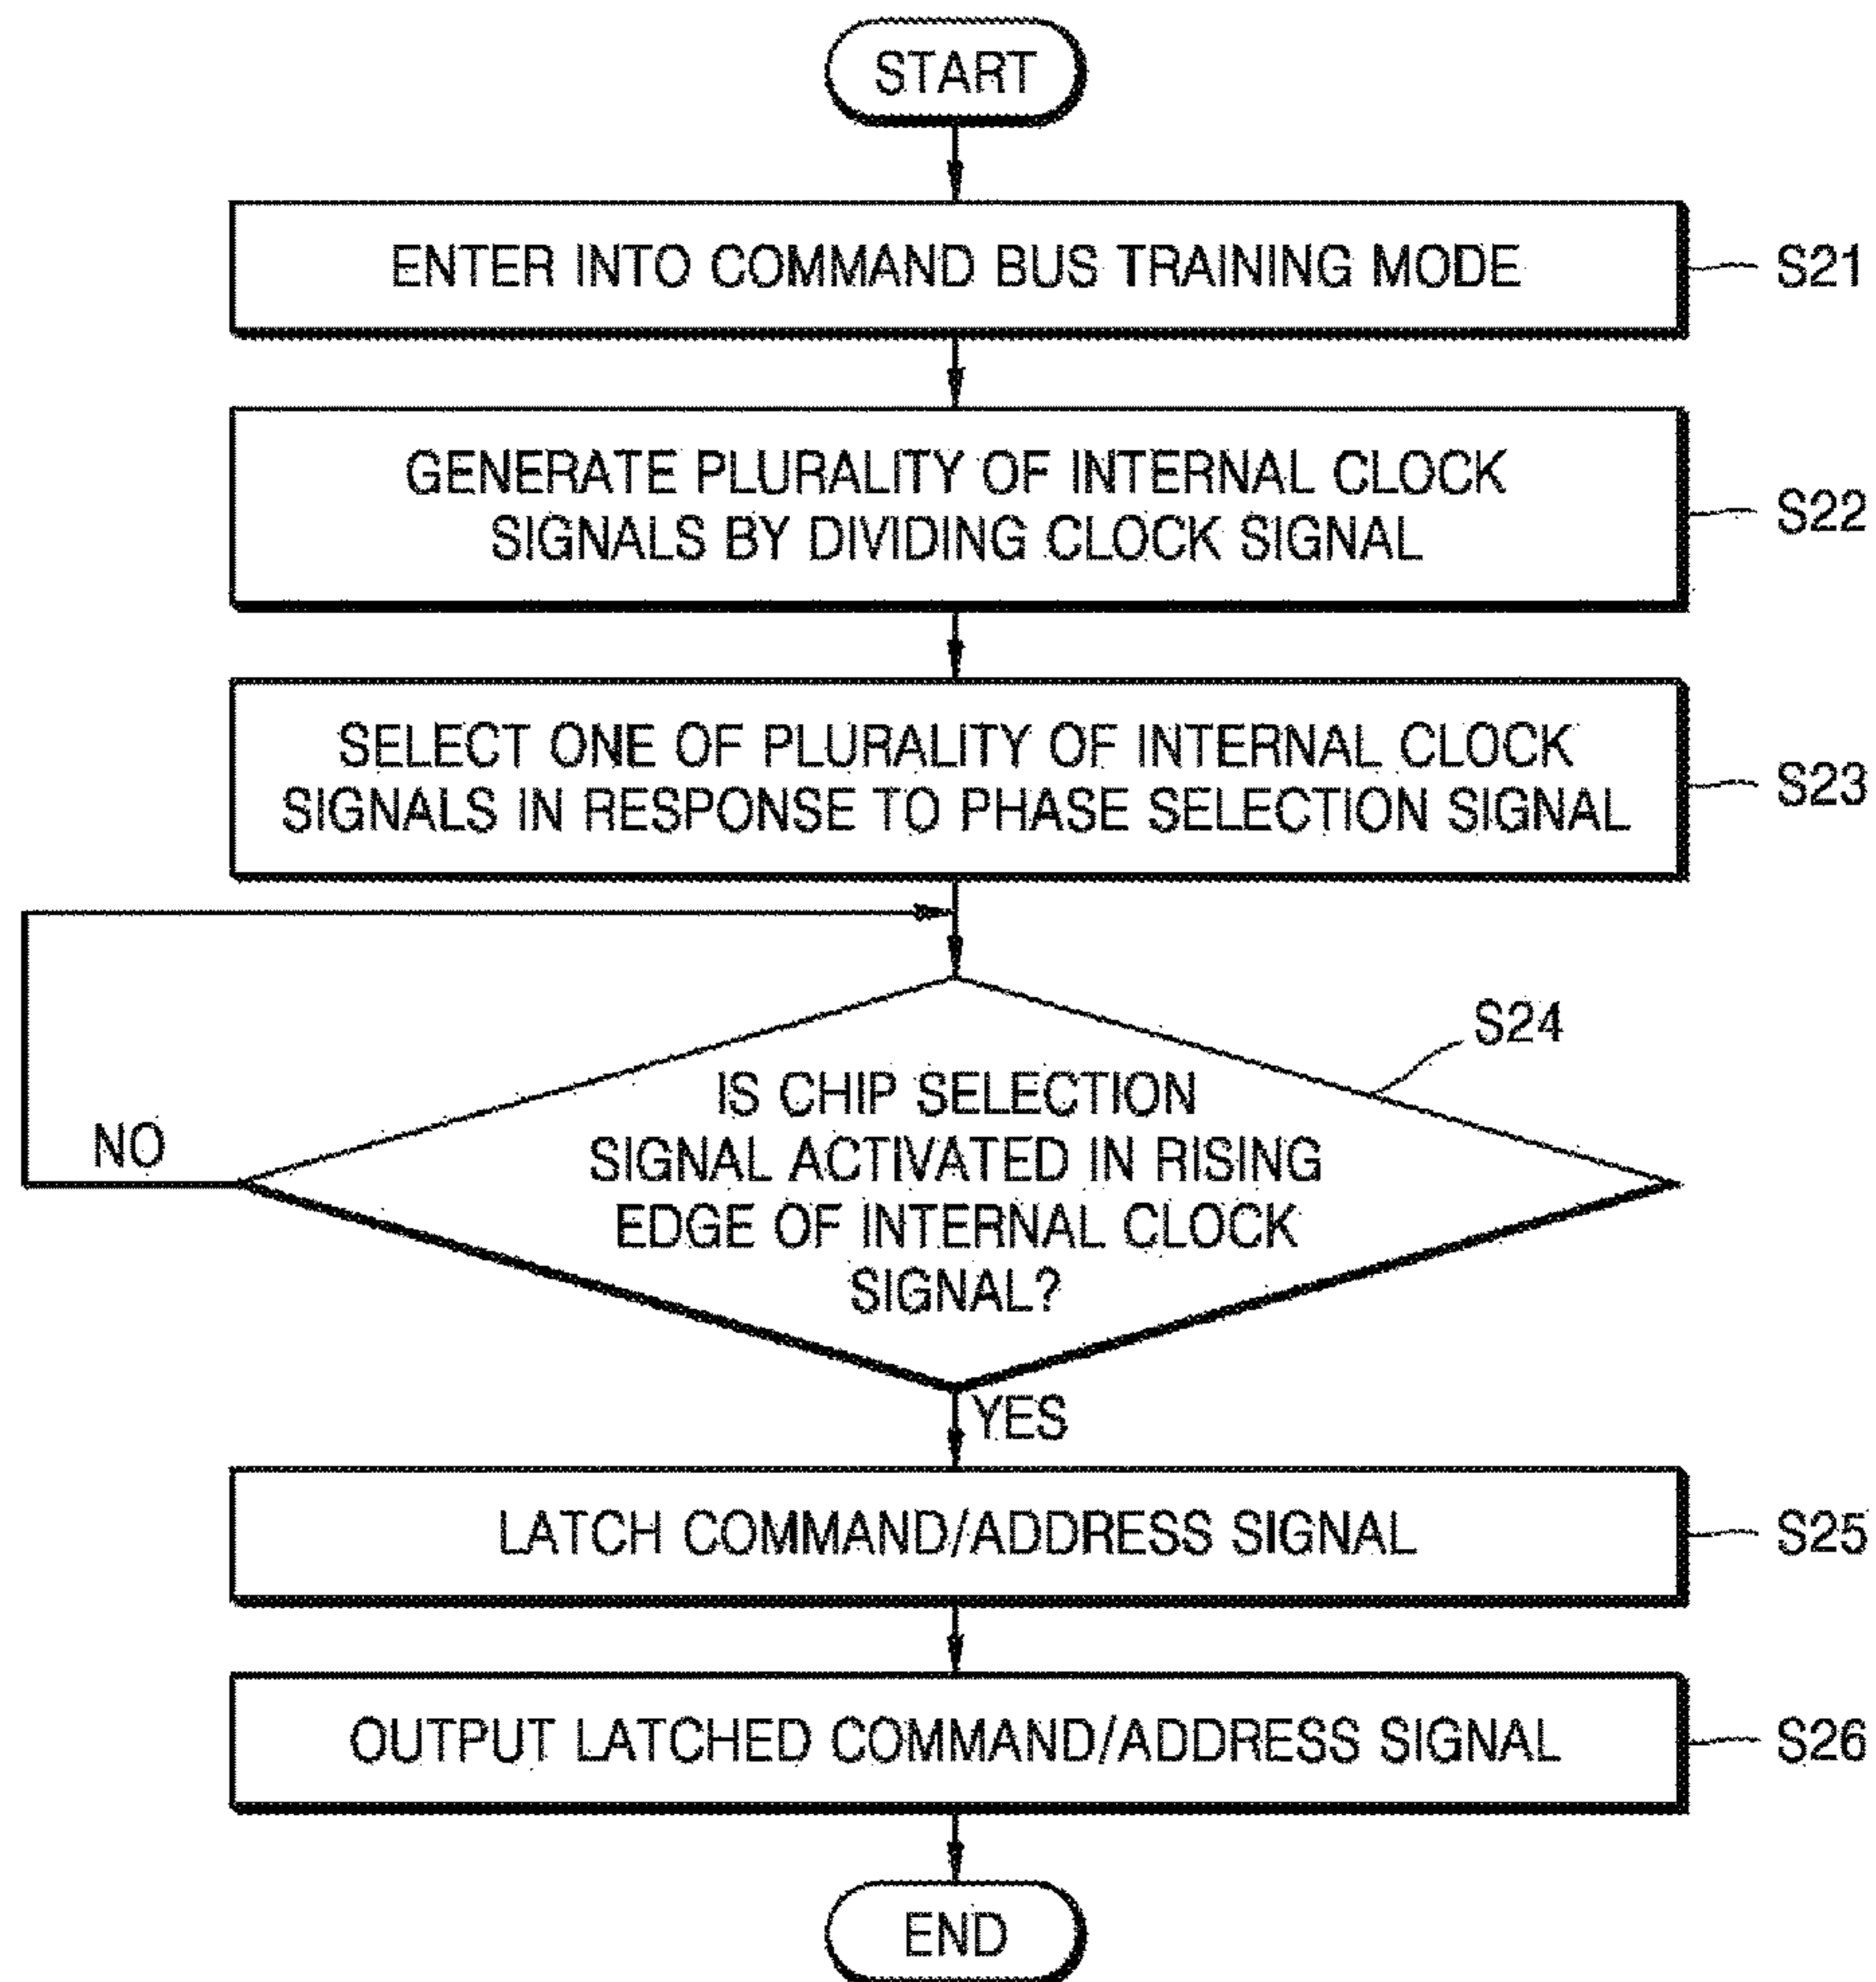 START
ENTER INTO COMMAND BUS TRAINING MODE
S21
GENERATE PLURALITY OF INTERNAL CLOCK
SIGNALS BY DIVIDING CLOCK SIGNAL
S22
SELECT ONE OF PLURALITY OF INTERNAL CLOCK
SIGNALS IN RESPONSE TO PHASE SELECTION SIGNAL
S23
S24
IS CHIP SELECTION
SIGNAL ACTIVATED IN RISING
EDGE OF INTERNAL CLOCK
SIGNAL?
NO
YES
LATCH COMMAND/ADDRESS SIGNAL
S25
OUTPUT LATCHED COMMAND/ADDRESS SIGNAL
S26
END